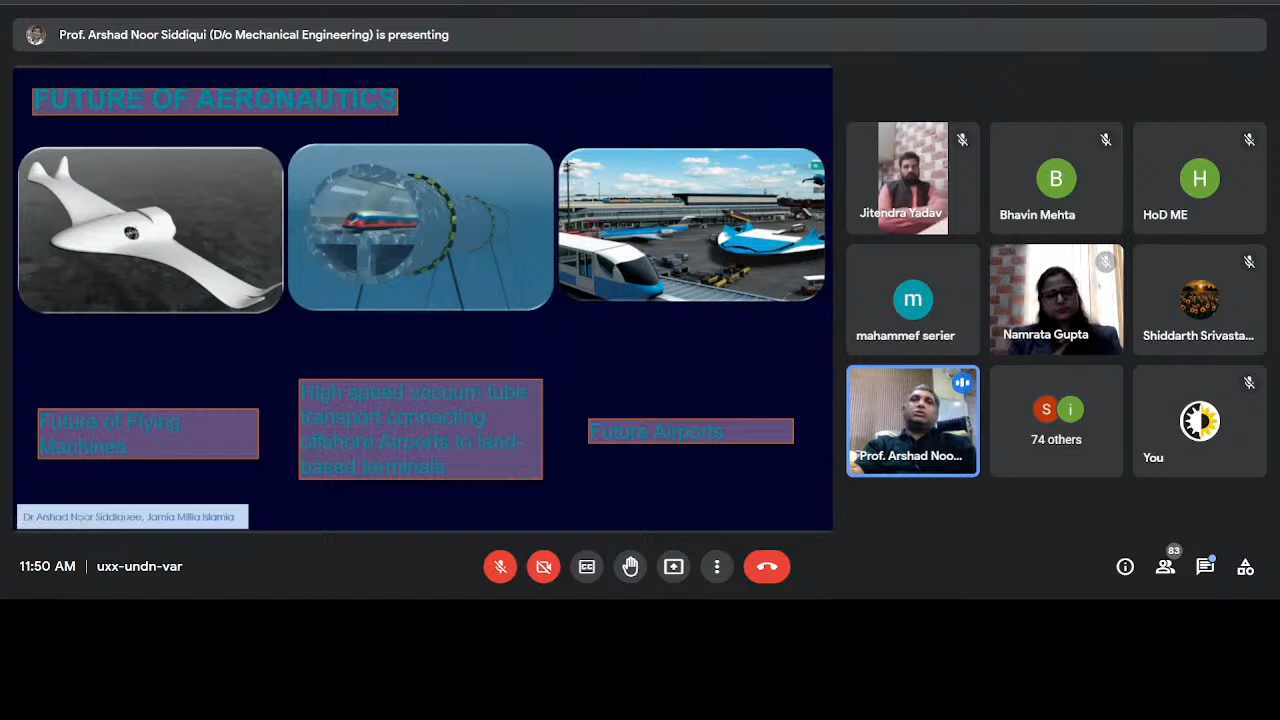 Prof. Arshad Noor Siddiqui (D/o Mechanical Engineering) is presenting
FUTURE OF AERONAUTICS
Future of Flying
Machines
High speed vacuum tube
transport connecting
offshore Airports to land-
based terminals
Future Airports
Dr Arshad Noor Siddiquee, Jamia Millia Islamia
Jitendra Yadav
B
Bhavin Mehta
H
HoD ME
m
mahammef serier
Namrata Gupta
Shiddarth Srivasta...
Prof. Arshad Noo...
S
i
74 others
You
11:50 AM | uxx-undn-var
83